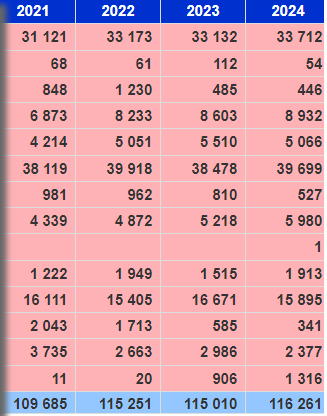 2021 2022 2023 2024
31 121 33 173 33 132 33 712
68 61 112 54
848 1 230 485 446
6 873 8 233 8 603 8 932
4 214 5 051 5 510 5 066
38 119 39 918 38 478 39 699
981 962 810 527
4 339 4 872 5 218 5 980
1
1 222 1 949 1 515 1 913
16 111 15 405 16 671 15 895
2 043 1 713 585 341
3 735 2 663 2 986 2 377
11 20 906 1 316
109 685 115 251 115 010 116 261